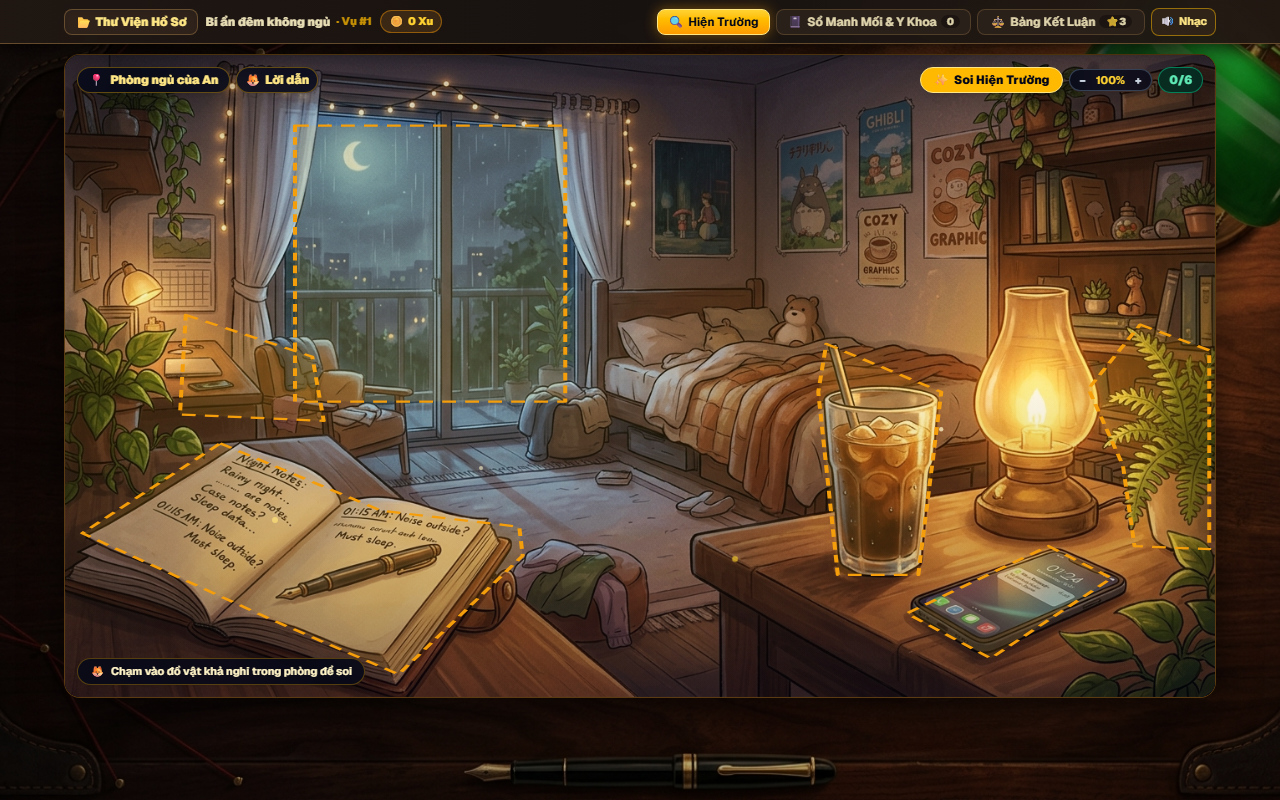 Thư Viện Hồ Sơ
Bí ẩn đêm không ngủ · Vụ #1
0 Xu
Hiện Trường
Sổ Manh Mối & Y Khoa 0
Bảng Kết Luận 3
Nhạc
Phòng ngủ của An
Lời dẫn
Soi Hiện Trường
− 100% +
0/6
GHIBLI
COZY
GRAPHIC
COZY
GRAPHICS
Night Notes:
Rainy night...
are notes..
Case notes?
Sleep data...
01:15 AM: Noise outside?
Must sleep.
01:15 AM: Noise outside?
Must sleep.
Chạm vào đồ vật khả nghi trong phòng để soi